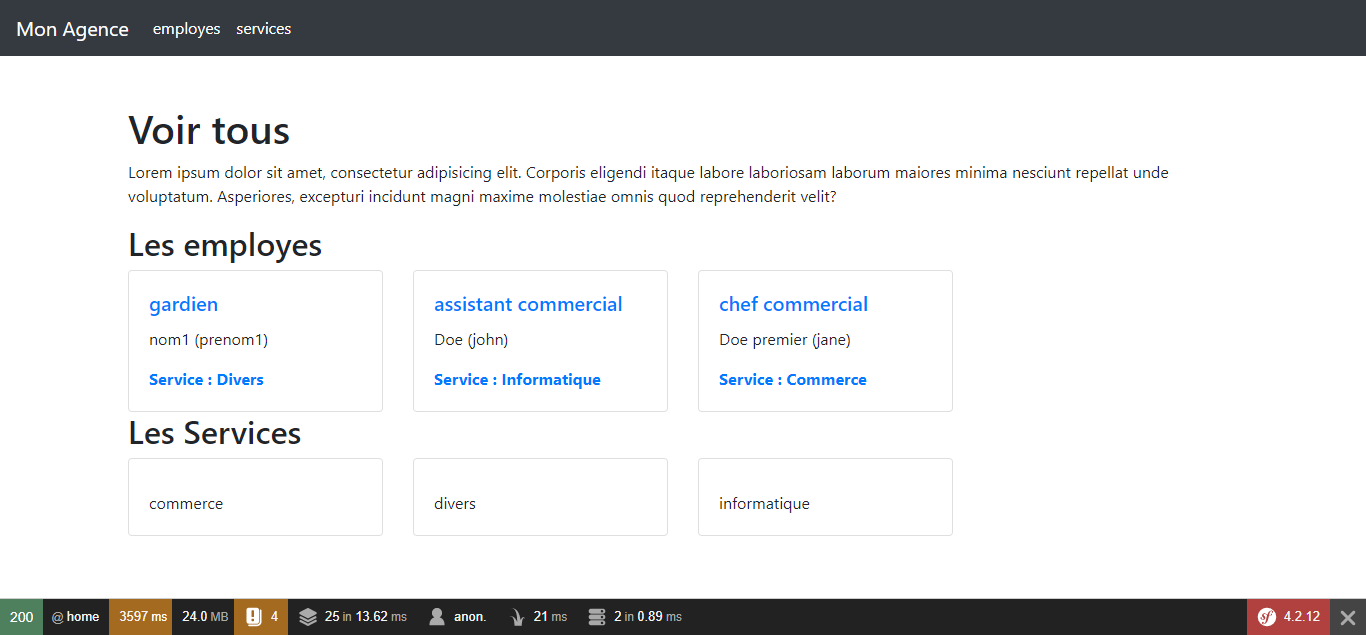 Mon Agence employes services
Voir tous
Lorem ipsum dolor sit amet, consectetur adipisicing elit. Corporis eligendi itaque labore laboriosam laborum maiores minima nesciunt repellat unde
voluptatum. Asperiores, excepturi incidunt magni maxime molestiae omnis quod reprehenderit velit?
Les employes
gardien
nom1 (prenom1)
Service : Divers
assistant commercial
Doe (john)
Service : Informatique
chef commercial
Doe premier (jane)
Service : Commerce
Les Services
commerce
divers
informatique
200 @ home 3597 ms 24.0 MB 4 25 in 13.62 ms anon. 21 ms 2 in 0.89 ms sf 4.2.12